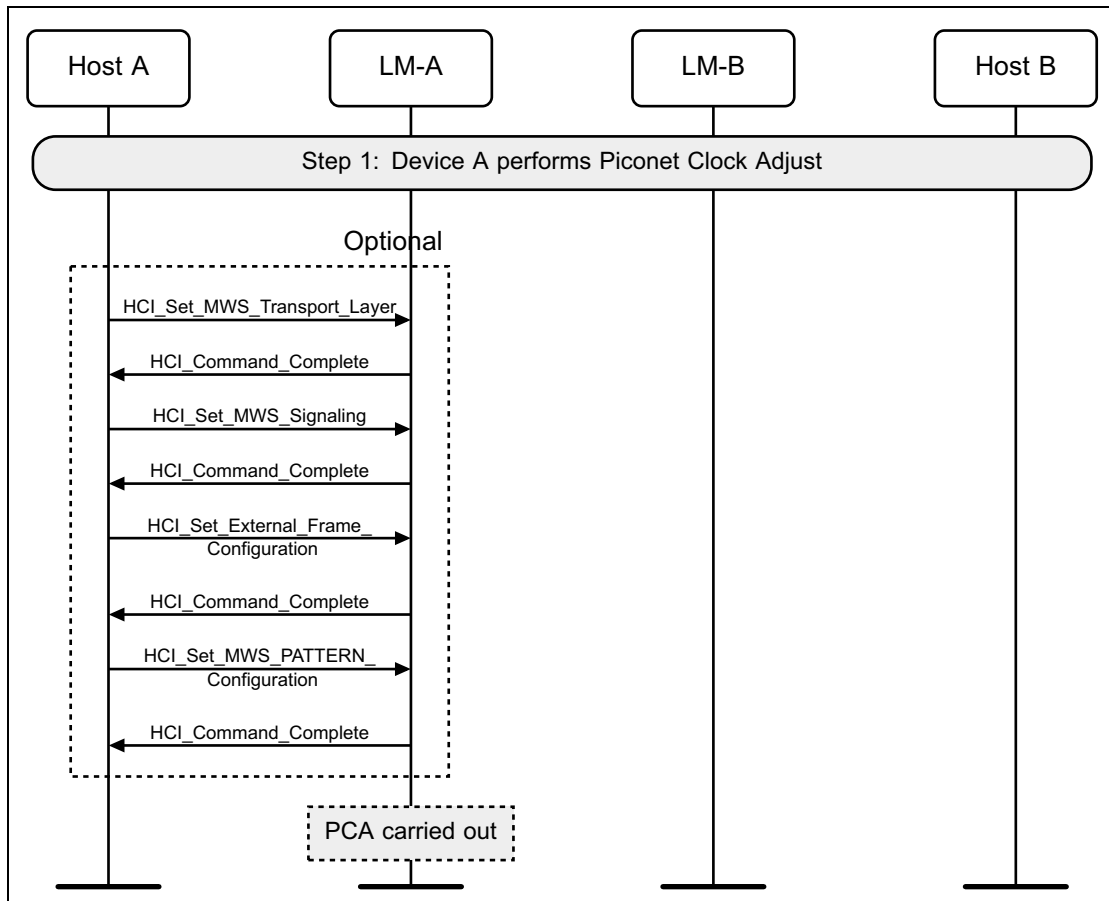 Host A
LM-A
LM-B
Host B
Step 1: Device A performs Piconet Clock Adjust
Optional
HCI_Set_MWS_Transport_Layer
HCI_Command_Complete
HCI_Set_MWS_Signaling
HCI_Command_Complete
HCI_Set_External_Frame_
Configuration
HCI_Command_Complete
HCI_Set_MWS_PATTERN_
Configuration
HCI_Command_Complete
PCA carried out